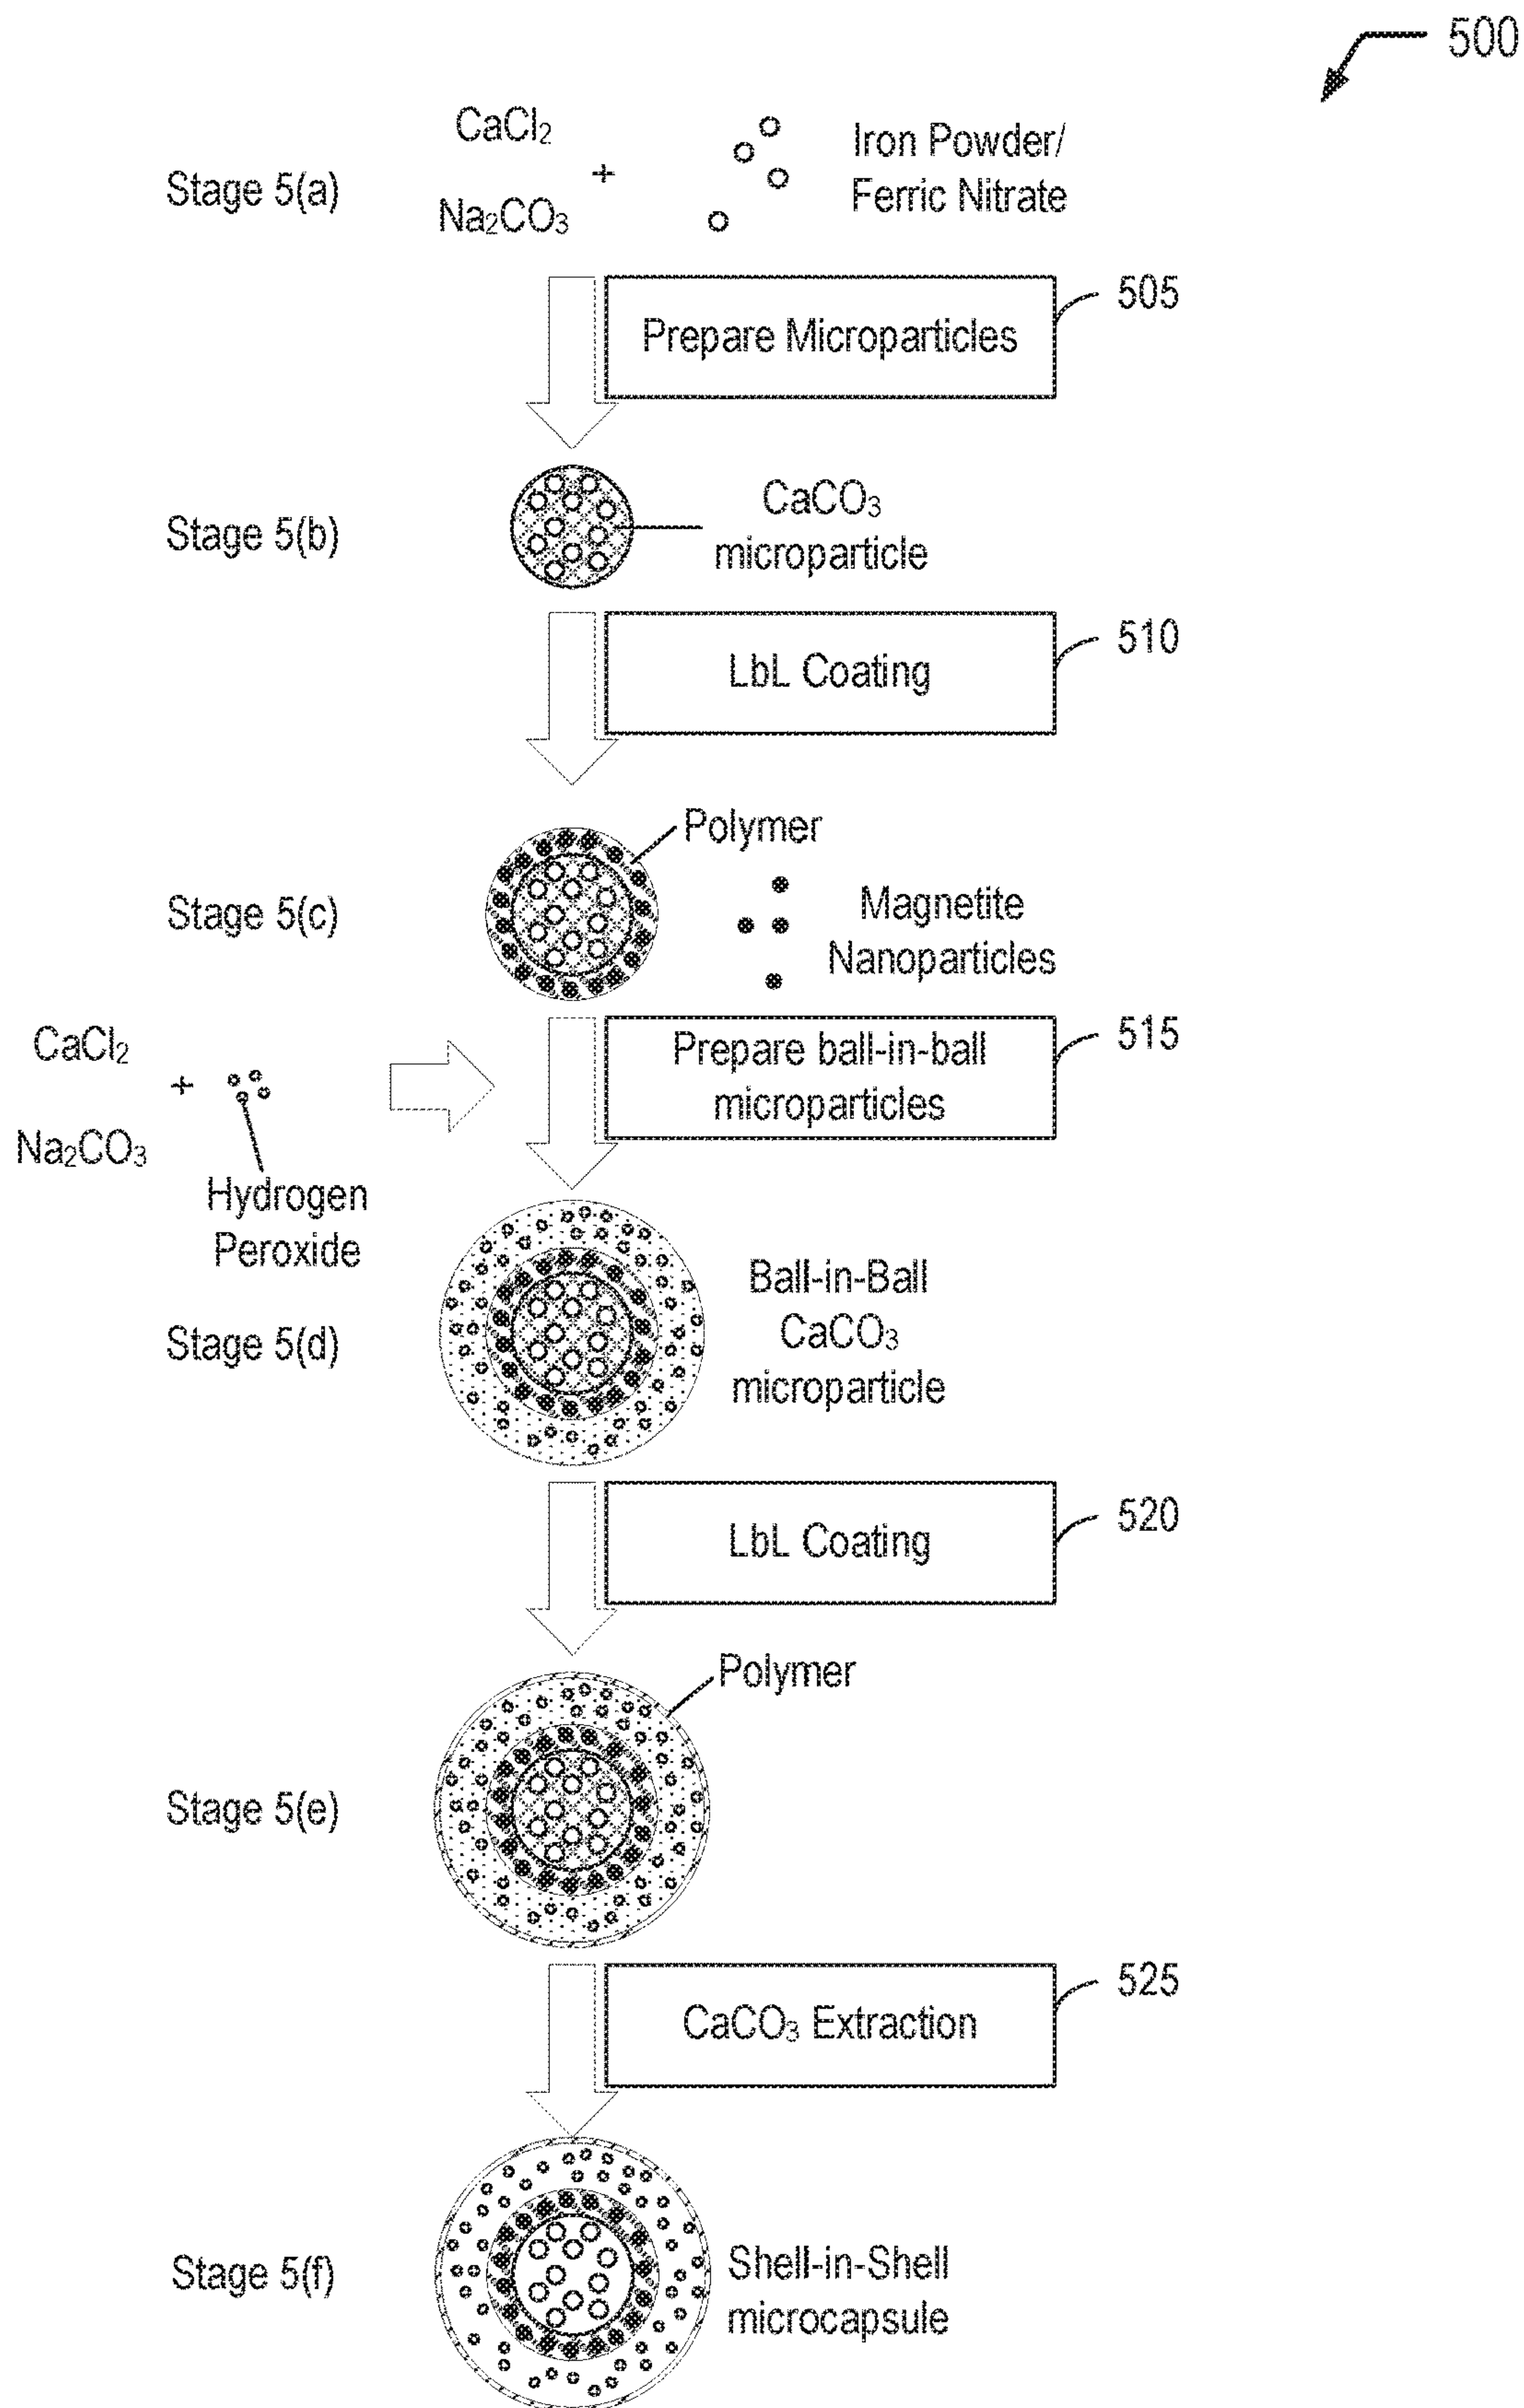 500
CaCl₂
+
Na₂CO₃
Iron Powder/
Ferric Nitrate
Stage 5(a)
Prepare Microparticles
505
Stage 5(b)
CaCO₃
microparticle
LbL Coating
510
Polymer
Stage 5(c)
Magnetite
Nanoparticles
CaCl₂
+
Na₂CO₃
Hydrogen
Peroxide
Prepare ball-in-ball
microparticles
515
Stage 5(d)
Ball-in-Ball
CaCO₃
microparticle
LbL Coating
520
Polymer
Stage 5(e)
CaCO₃ Extraction
525
Stage 5(f)
Shell-in-Shell
microcapsule